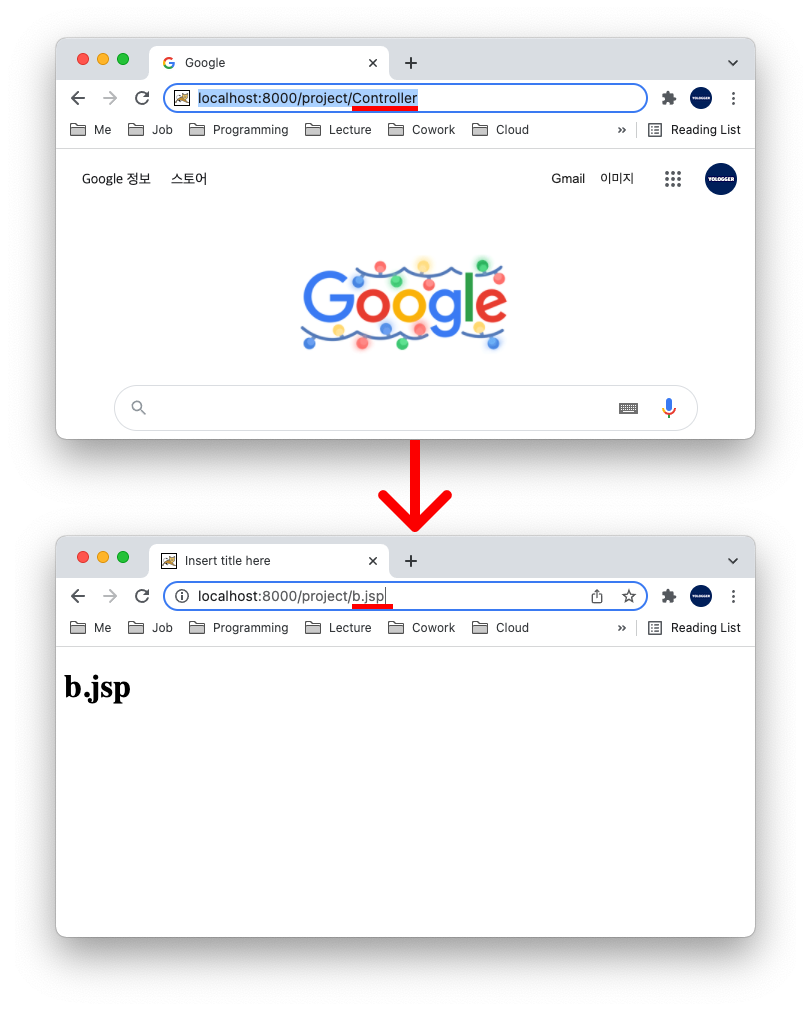 Google
localhost:8000/project/Controller
Me Job Programming Lecture Cowork Cloud » Reading List
Google 정보 스토어 Gmail 이미지 YOLOGGER
Google
Insert title here
localhost:8000/project/b.jsp
Me Job Programming Lecture Cowork Cloud » Reading List
b.jsp